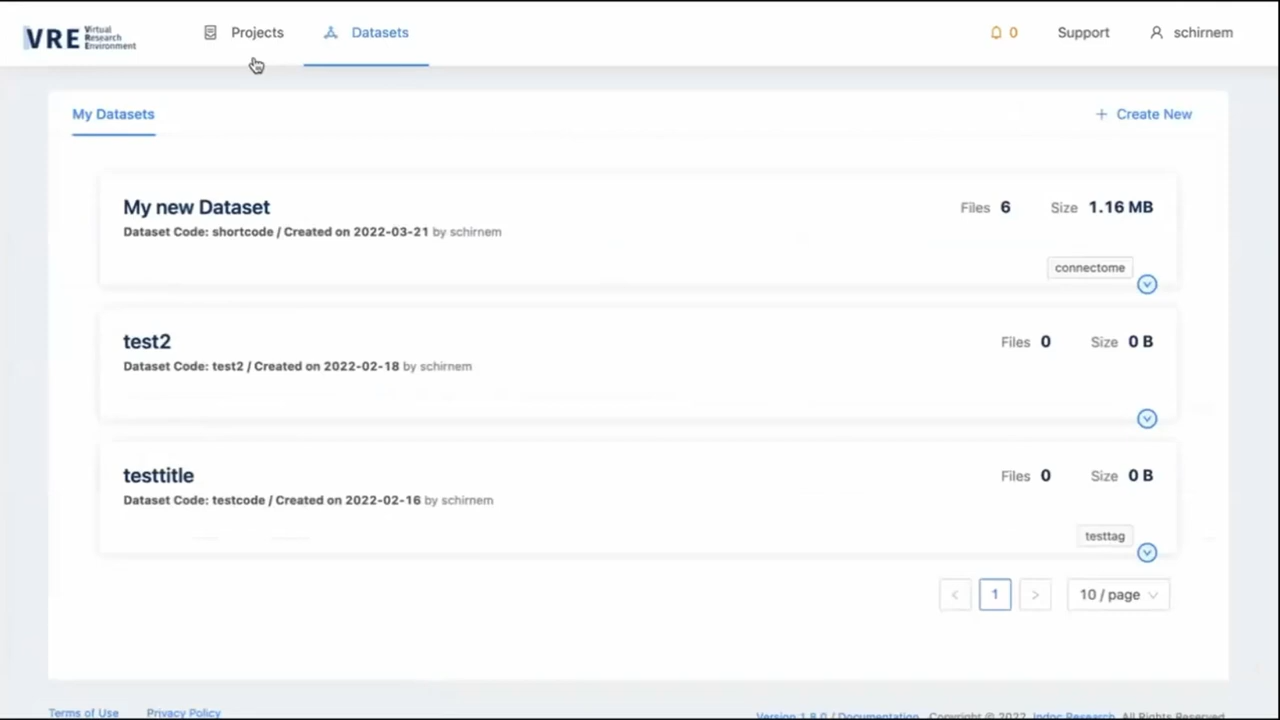 VRE Virtual Research Environment
Projects
Datasets
0
Support
schirnem
My Datasets
+ Create New
My new Dataset
Files 6 Size 1.16 MB
Dataset Code: shortcode / Created on 2022-03-21 by schirnem
connectome
test2
Files 0 Size 0 B
Dataset Code: test2 / Created on 2022-02-18 by schirnem
testtitle
Files 0 Size 0 B
Dataset Code: testcode / Created on 2022-02-16 by schirnem
testtag
< 1 > 10 / page
Terms of Use Privacy Policy
Version 1.8.0 / Documentation Copyright © 2022 Indoc Research All Rights Reserved